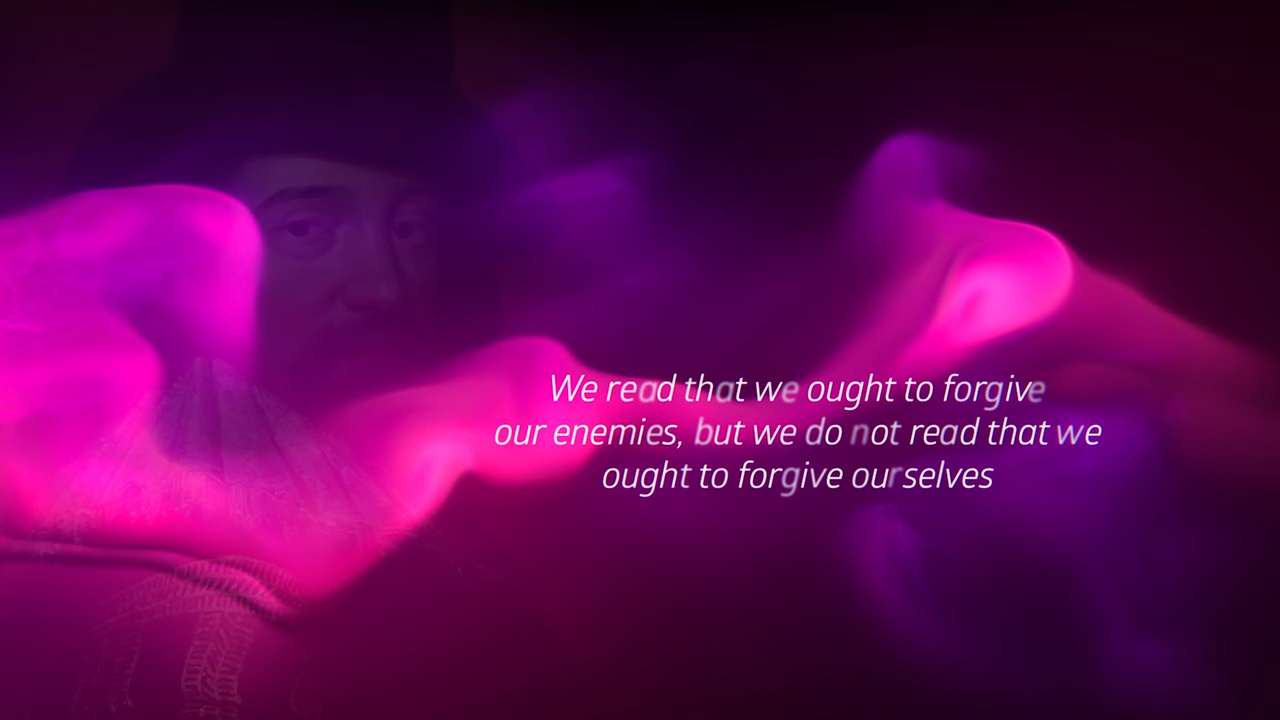 We read that we ought to forgive
our enemies, but we do not read that we
ought to forgive ourselves